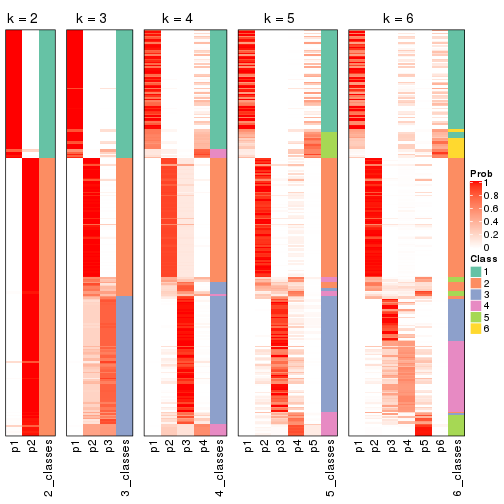 k = 2
k = 3
k = 4
k = 5
k = 6
p1
p2
2_classes
p1
p2
p3
3_classes
p1
p2
p3
p4
4_classes
p1
p2
p3
p4
p5
5_classes
p1
p2
p3
p4
p5
p6
6_classes
Prob
1
0.8
0.6
0.4
0.2
0
Class
1
2
3
4
5
6